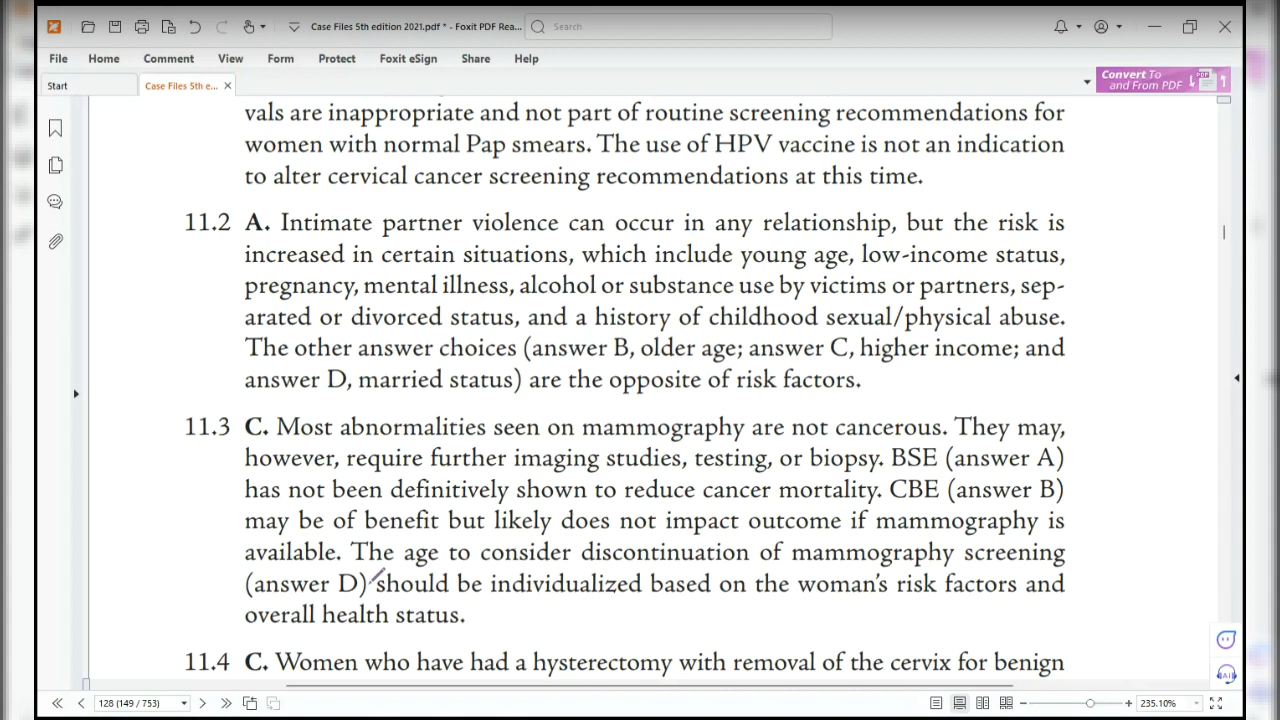 Case Files 5th edition 2021.pdf * - Foxit PDF Rea...
Search
File Home Comment View Form Protect Foxit eSign Share Help
Start
Case Files 5th e...
Convert To
and From PDF
PDF
vals are inappropriate and not part of routine screening recommendations for
women with normal Pap smears. The use of HPV vaccine is not an indication
to alter cervical cancer screening recommendations at this time.
11.2 A. Intimate partner violence can occur in any relationship, but the risk is
increased in certain situations, which include young age, low-income status,
pregnancy, mental illness, alcohol or substance use by victims or partners, sep-
arated or divorced status, and a history of childhood sexual/physical abuse.
The other answer choices (answer B, older age; answer C, higher income; and
answer D, married status) are the opposite of risk factors.
11.3 C. Most abnormalities seen on mammography are not cancerous. They may,
however, require further imaging studies, testing, or biopsy. BSE (answer A)
has not been definitively shown to reduce cancer mortality. CBE (answer B)
may be of benefit but likely does not impact outcome if mammography is
available. The age to consider discontinuation of mammography screening
(answer D) should be individualized based on the woman's risk factors and
overall health status.
11.4 C. Women who have had a hysterectomy with removal of the cervix for benign
128 (149 / 753)
235.10%